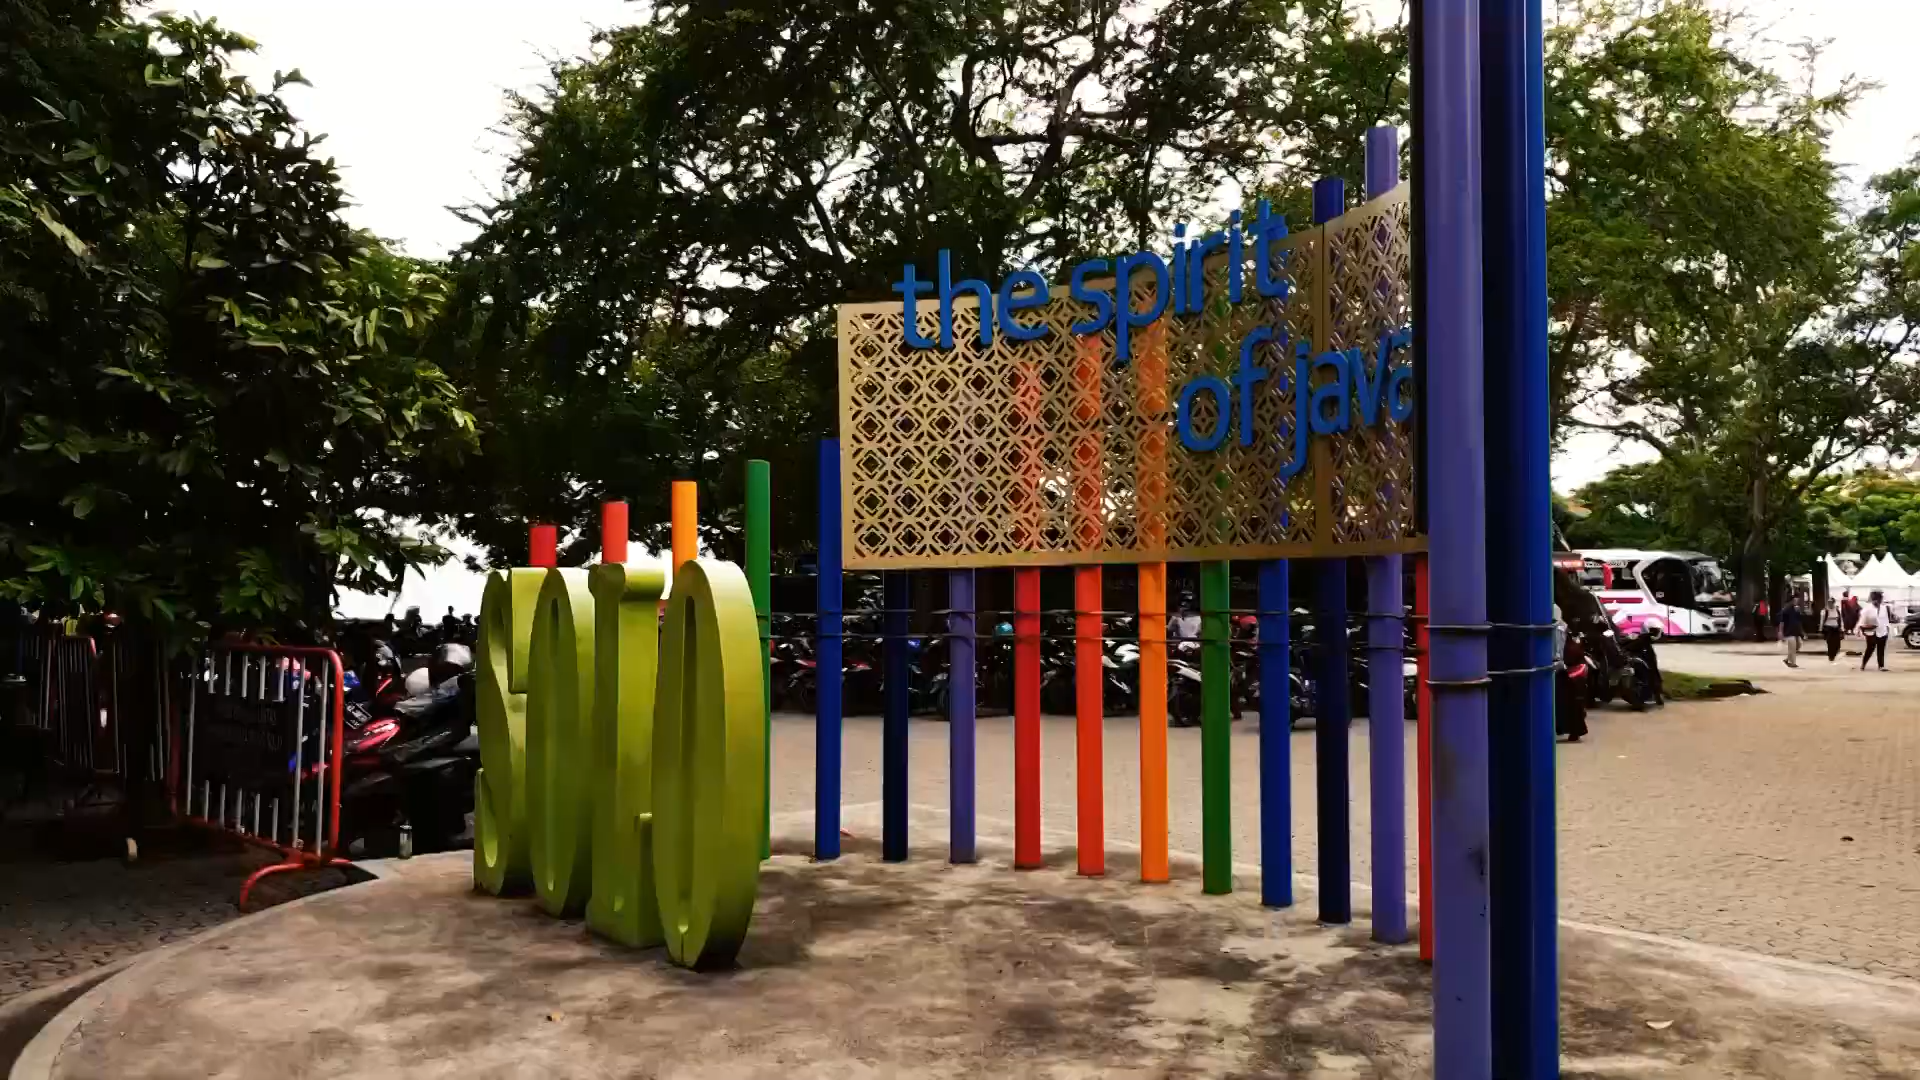 the spirit
of java
SOLO